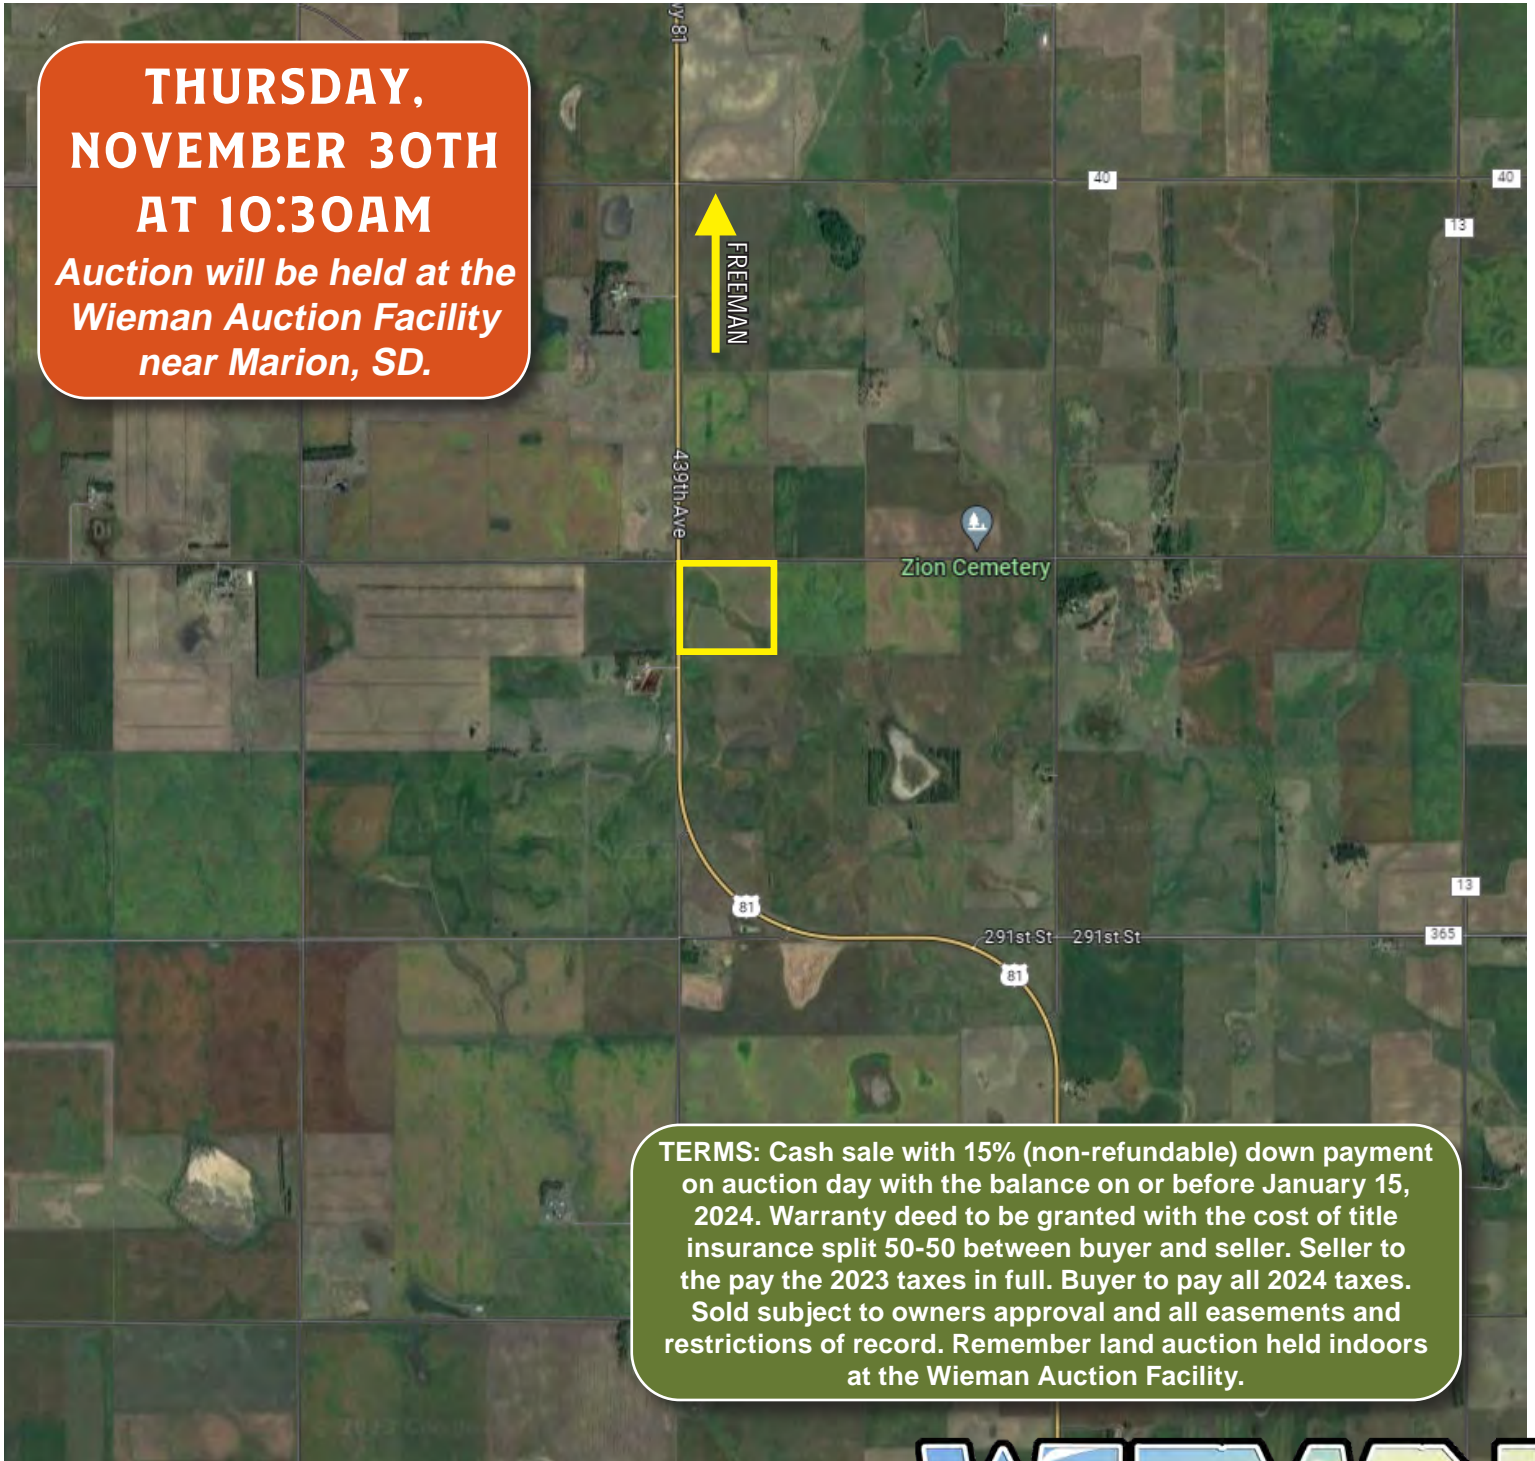 THURSDAY,
NOVEMBER 30TH
AT 10:30AM
Auction will be held at the
Wieman Auction Facility
near Marion, SD.
40
40
13
FREEMAN
439th Ave
Zion Cemetery
81
13
291st St
291st St
365
81
TERMS: Cash sale with 15% (non-refundable) down payment
on auction day with the balance on or before January 15,
2024. Warranty deed to be granted with the cost of title
insurance split 50-50 between buyer and seller. Seller to
the pay the 2023 taxes in full. Buyer to pay all 2024 taxes.
Sold subject to owners approval and all easements and
restrictions of record. Remember land auction held indoors
at the Wieman Auction Facility.